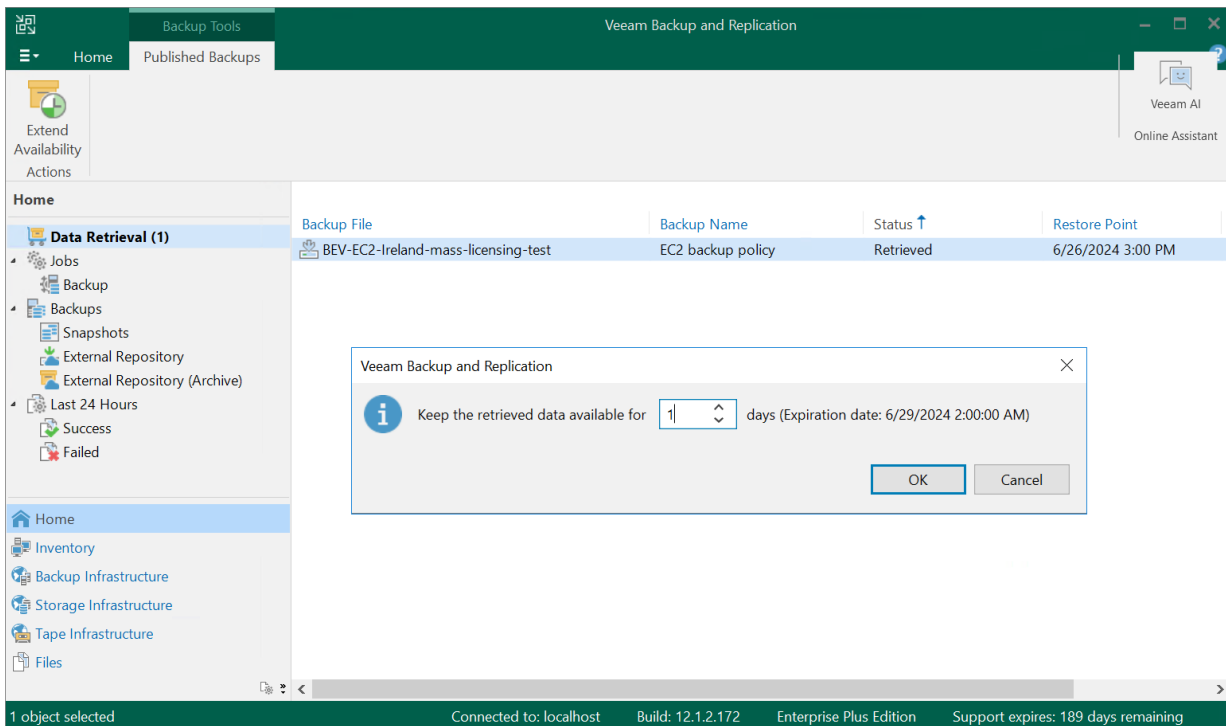 Backup Tools
Veeam Backup and Replication
Home
Published Backups
?
Extend
Availability
Actions
Veeam AI
Online Assistant
Home
Data Retrieval (1)
Jobs
Backup
Backups
Snapshots
External Repository
External Repository (Archive)
Last 24 Hours
Success
Failed
Home
Inventory
Backup Infrastructure
Storage Infrastructure
Tape Infrastructure
Files
Backup File Backup Name Status Restore Point
BEV-EC2-Ireland-mass-licensing-test EC2 backup policy Retrieved 6/26/2024 3:00 PM
Veeam Backup and Replication
Keep the retrieved data available for 1 days (Expiration date: 6/29/2024 2:00:00 AM)
OK Cancel
1 object selected Connected to: localhost Build: 12.1.2.172 Enterprise Plus Edition Support expires: 189 days remaining